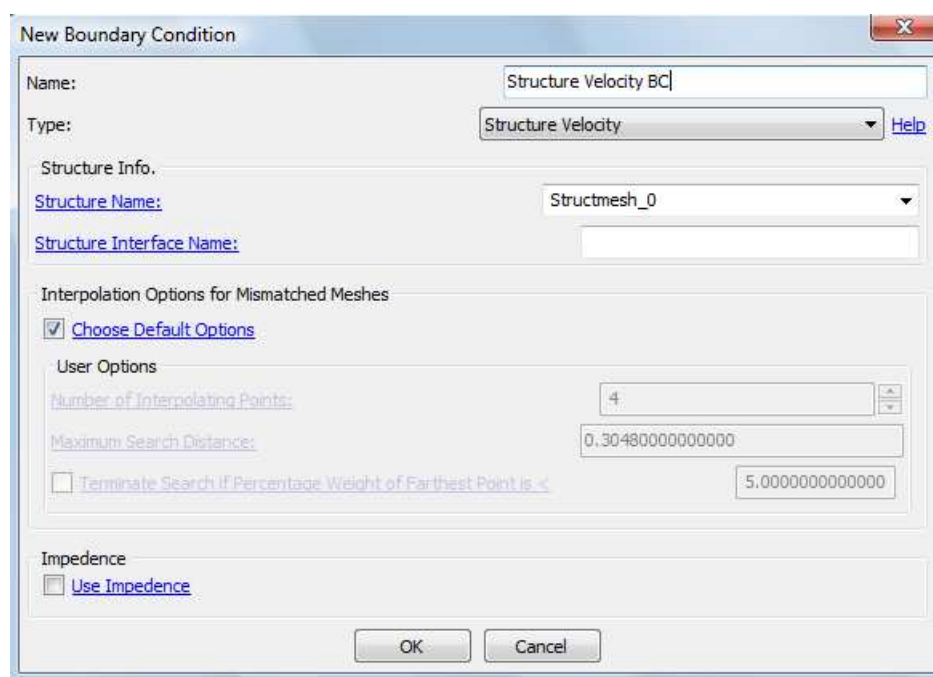 New Boundary Condition
Name: Structure Velocity BC
Type: Structure Velocity Help
Structure Info.
Structure Name: Structmesh_0
Structure Interface Name:
Interpolation Options for Mismatched Meshes
Choose Default Options
User Options
Number of Interpolating Points: 4
Maximum Search Distance: 0.30480000000000
Terminate Search if Percentage Weight of Farthest Point is < 5.0000000000000
Impedence
Use Impedence
OK Cancel